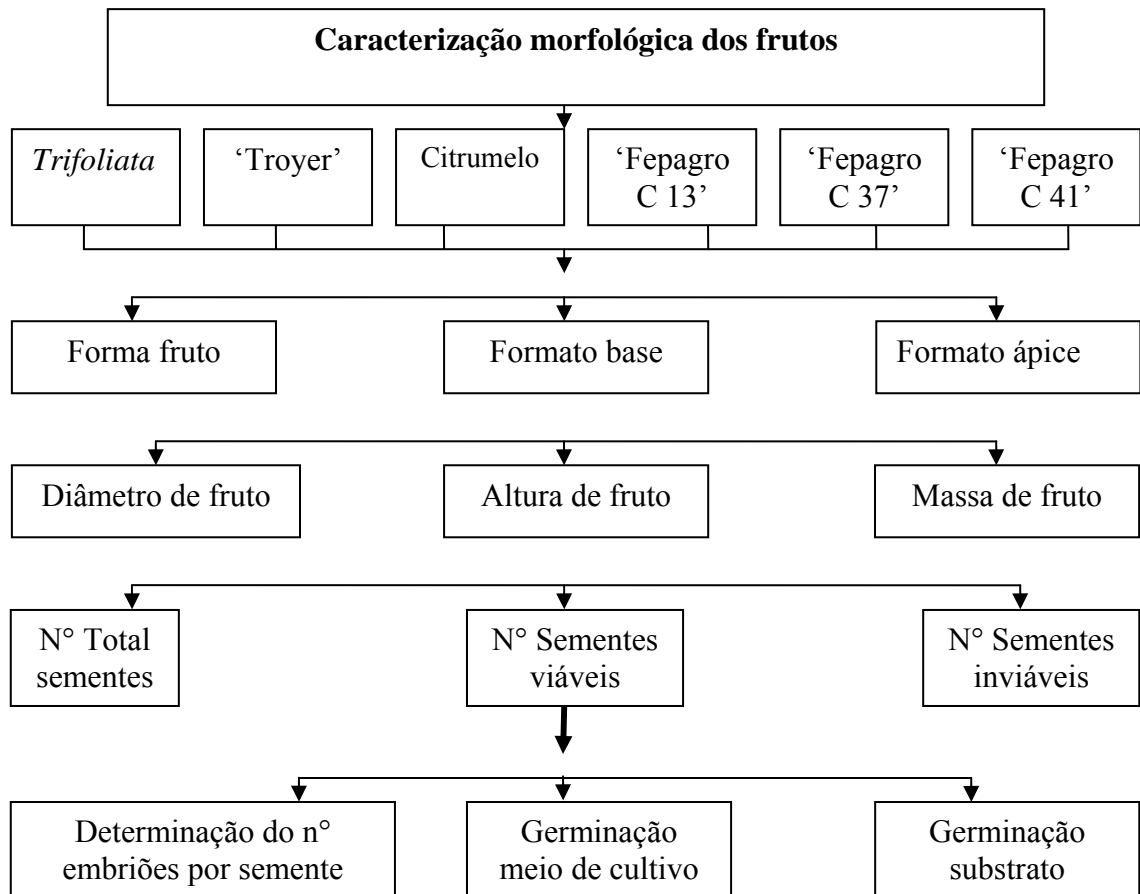 Caracterização morfológica dos frutos
Trifoliata
‘Troyer’
Citrumelo
‘Fepagro
C 13’
‘Fepagro
C 37’
‘Fepagro
C 41’
Forma fruto
Formato base
Formato ápice
Diâmetro de fruto
Altura de fruto
Massa de fruto
N° Total
sementes
N° Sementes
viáveis
N° Sementes
inviáveis
Determinação do n°
embriões por semente
Germinação
meio de cultivo
Germinação
substrato